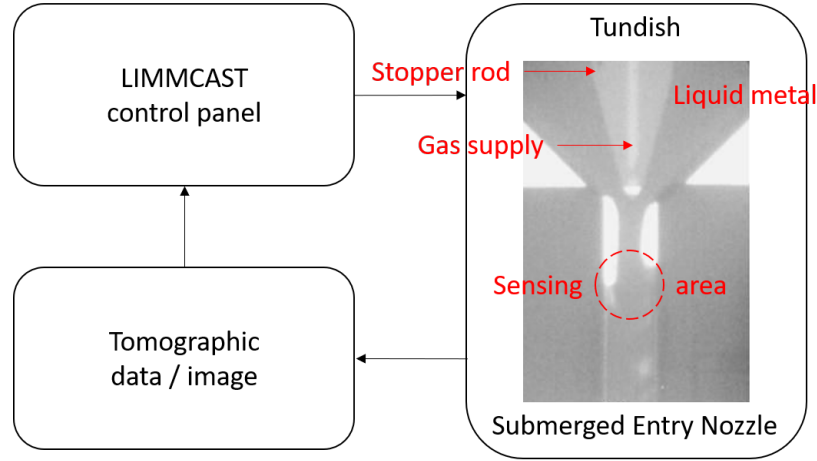 LIMMCAST
control panel
Tundish
Stopper rod
Liquid metal
Gas supply
Sensing area
Tomographic
data / image
Submerged Entry Nozzle